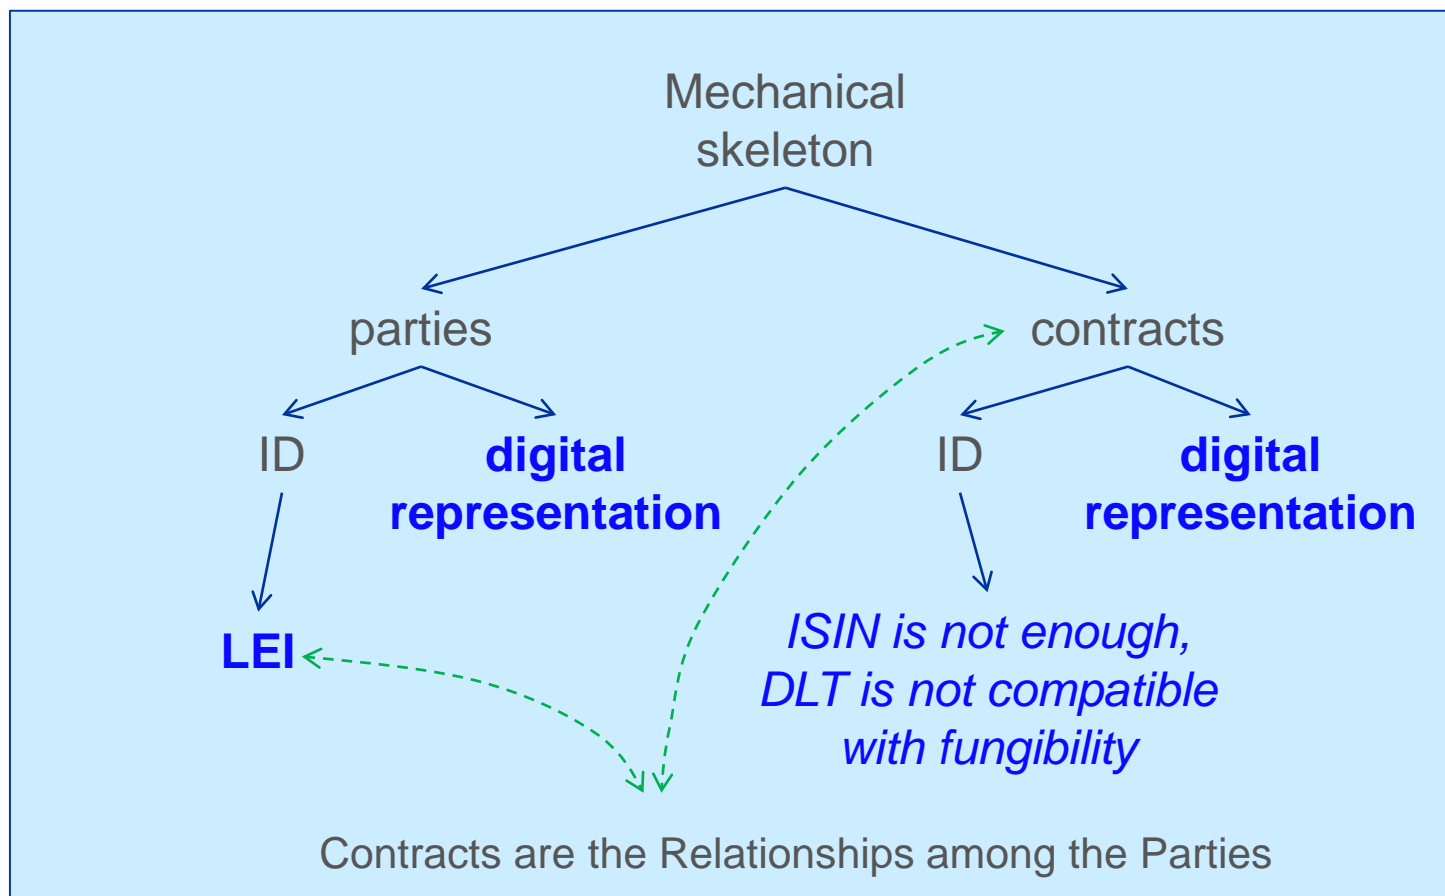 Mechanical
skeleton
parties
contracts
ID
digital
representation
ID
digital
representation
LEI
ISIN is not enough,
DLT is not compatible
with fungibility
Contracts are the Relationships among the Parties